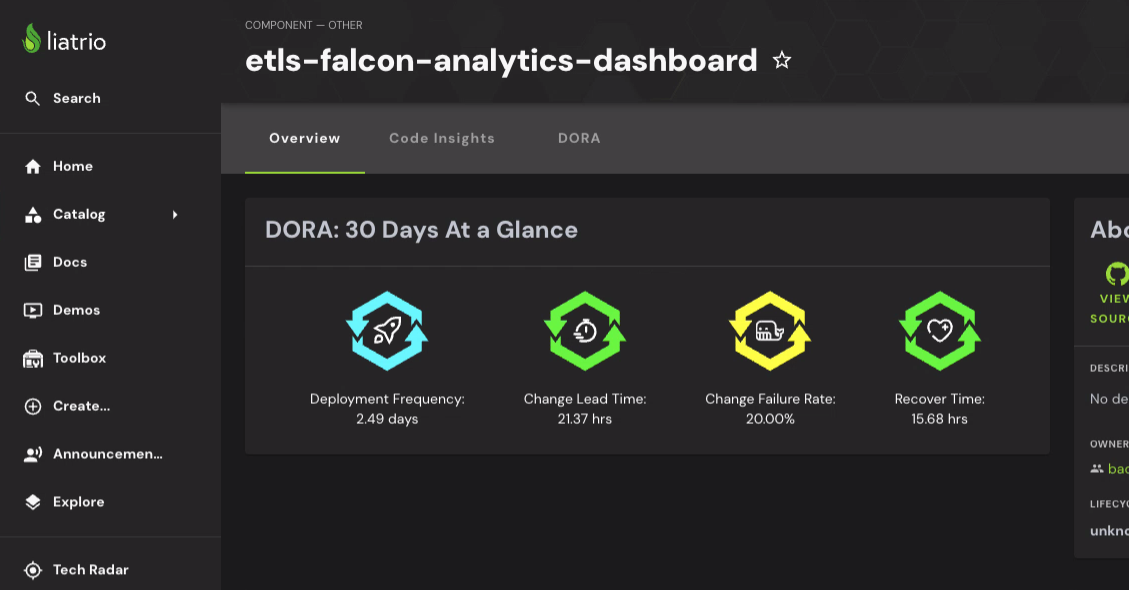 liatrio
Search
Home
Catalog
Docs
Demos
Toolbox
Create...
Announcemen...
Explore
Tech Radar
COMPONENT — OTHER
etls-falcon-analytics-dashboard
Overview
Code Insights
DORA
DORA: 30 Days At a Glance
Deployment Frequency:
2.49 days
Change Lead Time:
21.37 hrs
Change Failure Rate:
20.00%
Recover Time:
15.68 hrs
Abo
VIEW
SOURC
DESCRI
No de
OWNER
bac
LIFECYC
unkno